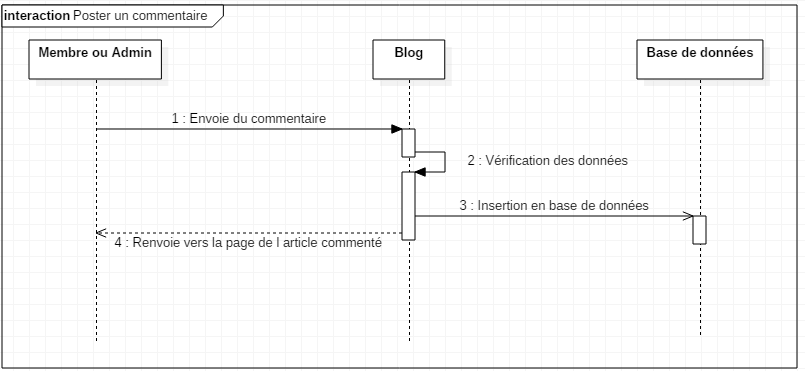 interaction Poster un commentaire
Membre ou Admin
Blog
Base de données
1 : Envoie du commentaire
2 : Vérification des données
3 : Insertion en base de données
4 : Renvoie vers la page de l article commenté